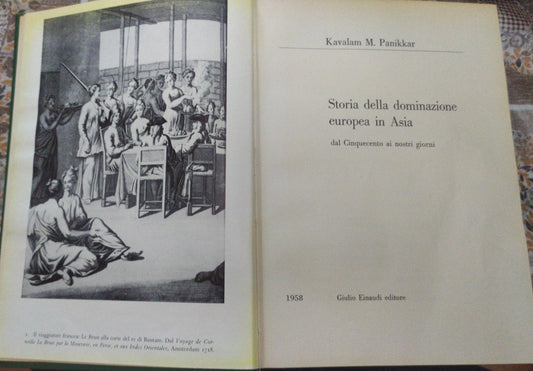 1. Il viaggiatore francese Le Brun alla corte del re di Bantam. Dal Voyage de Cor-
neille Le Brun par la Moscovie, en Perse, et aux Indes Orientales, Amsterdam 1718.
Kavalam M. Panikkar
Storia della dominazione
europea in Asia
dal Cinquecento ai nostri giorni
1958
Giulio Einaudi editore